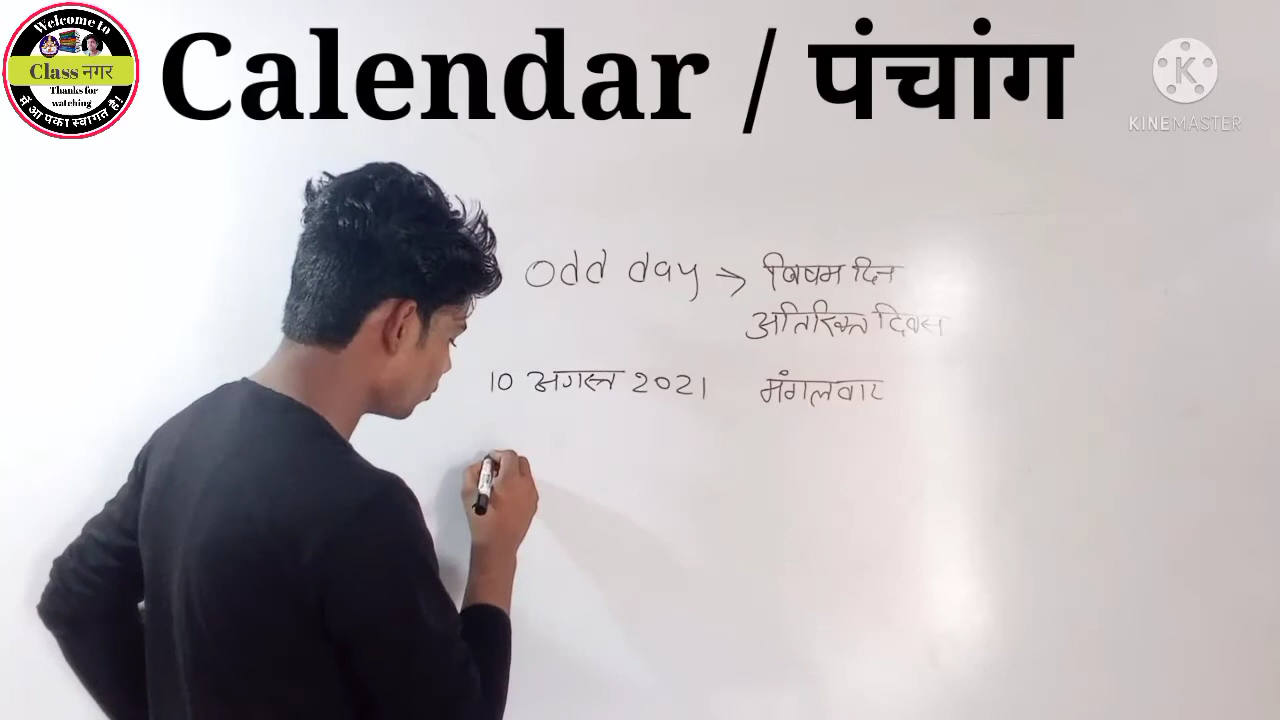 Welcome to
Class नगर
Thanks for
watching
में आपका स्वागत है!
Calendar / पंचांग
K
KINEMASTER
Odd day → विषम दिन
अतिरिक्त दिवस
10 अगस्त 2021 मंगलवार